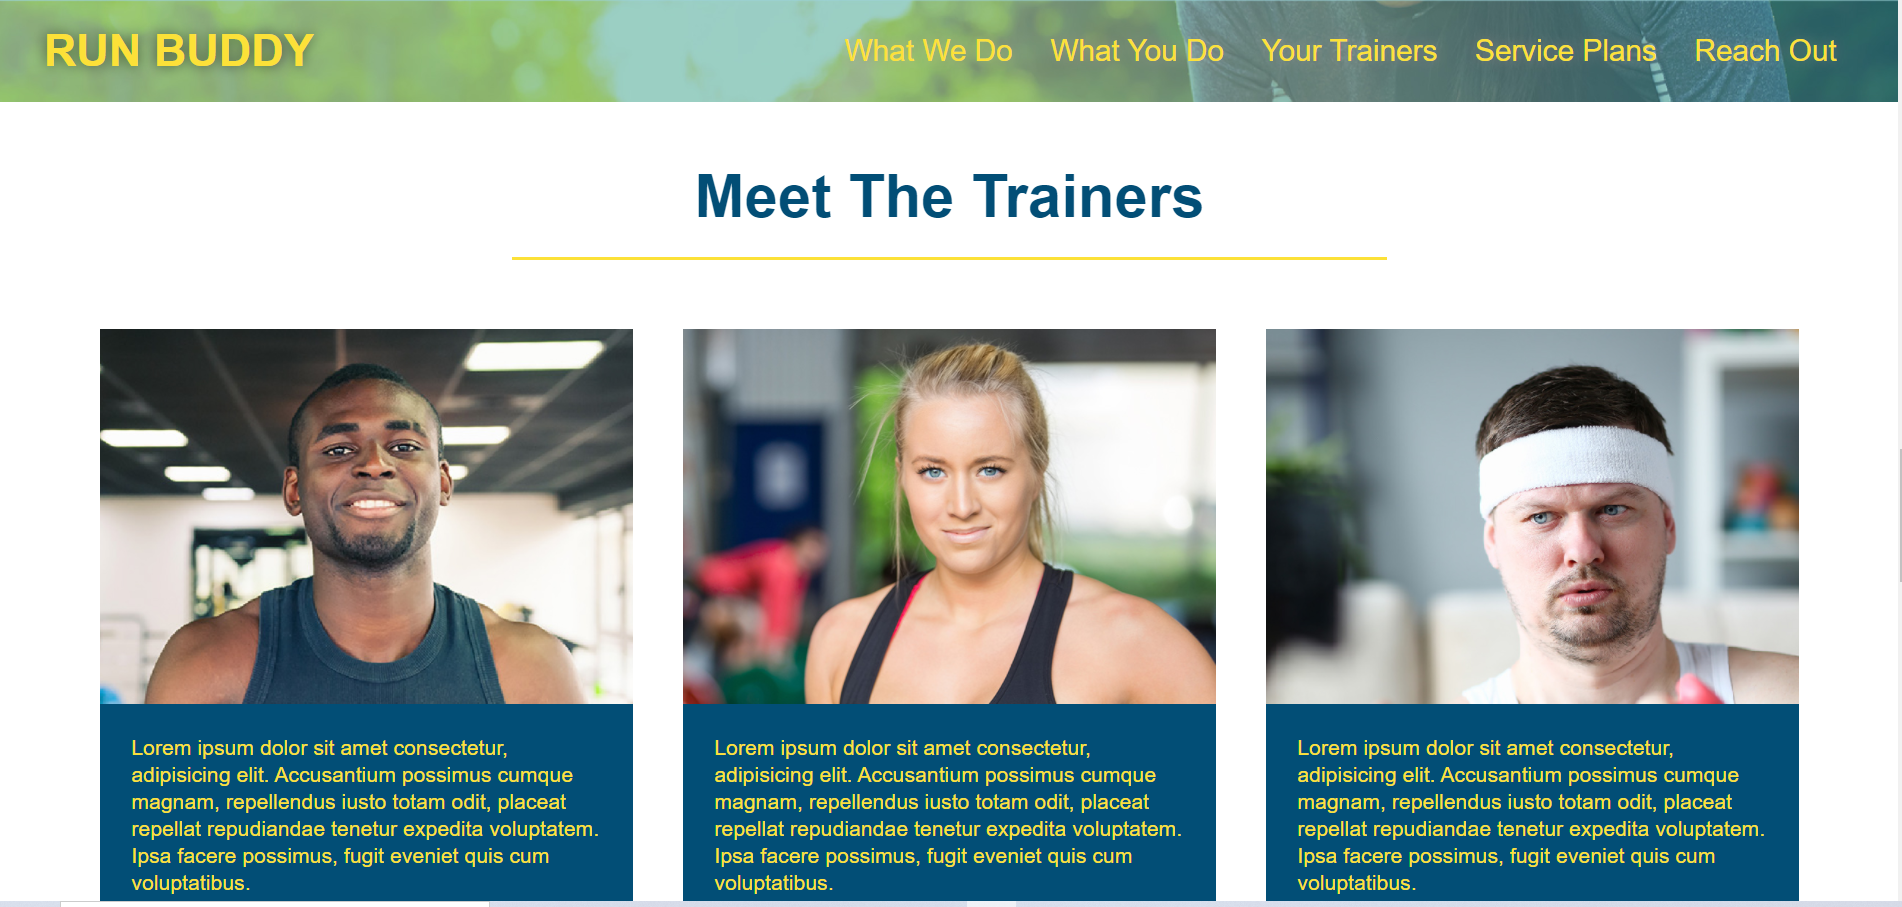 RUN BUDDY
What We Do What You Do Your Trainers Service Plans Reach Out
Meet The Trainers
Lorem ipsum dolor sit amet consectetur,
adipisicing elit. Accusantium possimus cumque
magnam, repellendus iusto totam odit, placeat
repellat repudiandae tenetur expedita voluptatem.
Ipsa facere possimus, fugit eveniet quis cum
voluptatibus.
Lorem ipsum dolor sit amet consectetur,
adipisicing elit. Accusantium possimus cumque
magnam, repellendus iusto totam odit, placeat
repellat repudiandae tenetur expedita voluptatem.
Ipsa facere possimus, fugit eveniet quis cum
voluptatibus.
Lorem ipsum dolor sit amet consectetur,
adipisicing elit. Accusantium possimus cumque
magnam, repellendus iusto totam odit, placeat
repellat repudiandae tenetur expedita voluptatem.
Ipsa facere possimus, fugit eveniet quis cum
voluptatibus.